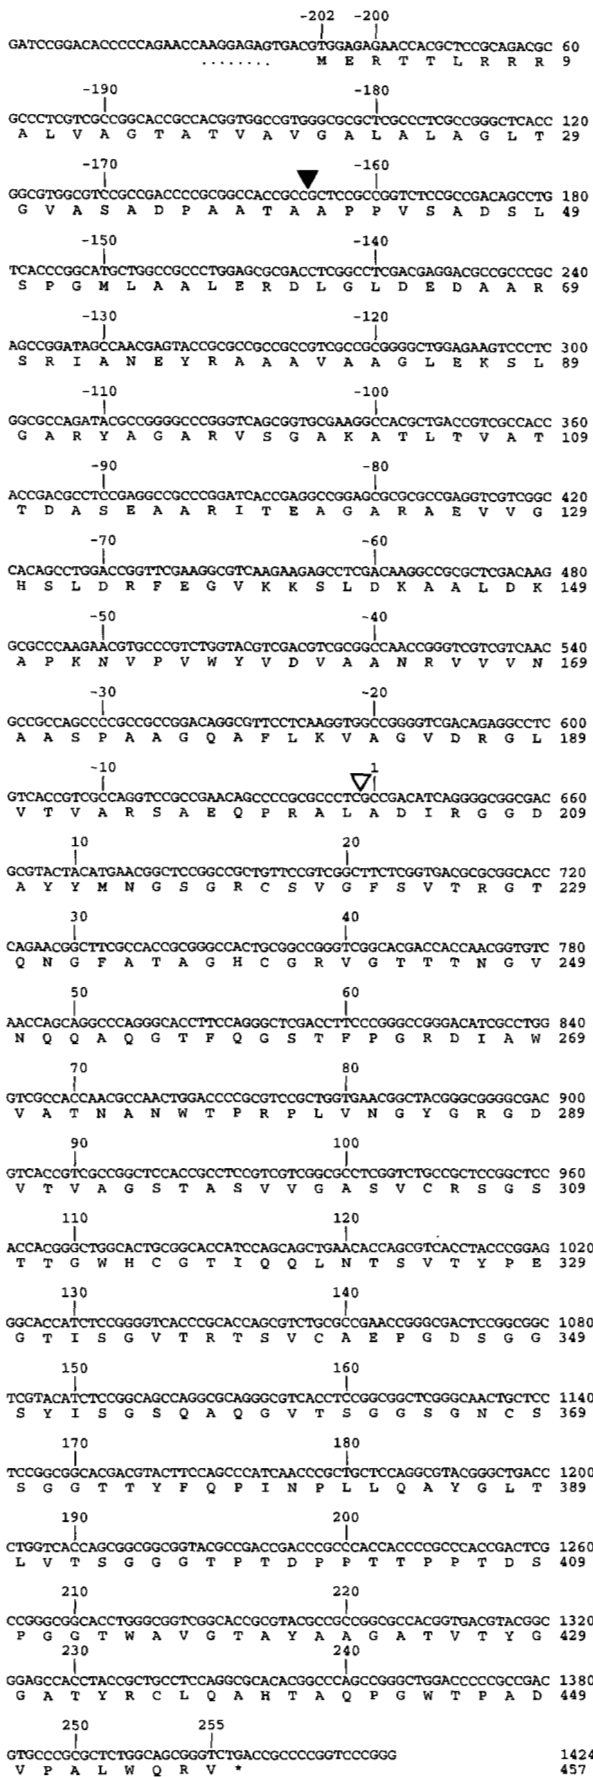 -202 -200
GATCCGGACACCCCCAGAACCAAGGAGAGTGACGTGGAGAGAACCACGCTCCGCAGACGC 60
........ M E R T T L R R R 9
-190 -180
GCCCTCGTCGCCGGCACCGCCACGGTGGCCGTGGGCGCGCTCGCCCTCGCCGGGCTCACC 120
A L V A G T A T V A V G A L A L A G L T 29
-170 -160
GGCGTGGCGTCCGCCGACCCCGCGGCCACCGCCGCTCCGCCGGTCTCCGCCGACAGCCTG 180
G V A S A D P A A T A A P P V S A D S L 49
-150 -140
TCACCCGGCATGCTGGCCGCCCTGGAGCGCGACCTCGGCCTCGACGAGGACGCCGCCCGC 240
S P G M L A A L E R D L G L D E D A A R 69
-130 -120
AGCCGGATAGCCAACGAGTACCGCGCCGCCGCCGTCGCCGCGGGGCTGGAGAAGTCCCTC 300
S R I A N E Y R A A A V A A G L E K S L 89
-110 -100
GGCGCCAGATACGCCGGGGCCCGGGTCAGCGGTGCGAAGGCCACGCTGACCGTCGCCACC 360
G A R Y A G A R V S G A K A T L T V A T 109
-90 -80
ACCGACGCCTCCGAGGCCGCCCGGATCACCGAGGCCGGAGCGCGCGCCGAGGTCGTCGGC 420
T D A S E A A R I T E A G A R A E V V G 129
-70 -60
CACAGCCTGGACCGGTTCGAAGGCGTCAAGAAGAGCCTCGACAAGGCCGCGCTCGACAAG 480
H S L D R F E G V K K S L D K A A L D K 149
-50 -40
GCGCCCAAGAACGTGCCCGTCTGGTACGTCGACGTCGCGGCCAACCGGGTCGTCGTCAAC 540
A P K N V P V W Y V D V A A N R V V V N 169
-30 -20
GCCGCCAGCCCCGCCGCCGGACAGGCGTTCCTCAAGGTGGCCGGGGTCGACAGAGGCCTC 600
A A S P A A G Q A F L K V A G V D R G L 189
-10 1
GTCACCGTCGCCAGGTCCGCCGAACAGCCCCGCGCCCTCGCCGACATCAGGGGCGGCGAC 660
V T V A R S A E Q P R A L A D I R G G D 209
10 20
GCGTACTACATGAACGGCTCCGGCCGCTGTTCCGTCGGCTTCTCGGTGACGCGCGGCACC 720
A Y Y M N G S G R C S V G F S V T R G T 229
30 40
CAGAACGGCTTCGCCACCGCGGGCCACTGCGGCCGGGTCGGCACGACCACCAACGGTGTC 780
Q N G F A T A G H C G R V G T T T N G V 249
50 60
AACCAGCAGGCCCAGGGCACCTTCCAGGGCTCGACCTTCCCGGGCCGGGACATCGCCTGG 840
N Q Q A Q G T F Q G S T F P G R D I A W 269
70 80
GTCGCCACCAACGCCAACTGGACCCCGCGTCCGCTGGTGAACGGCTACGGGCGGGGCGAC 900
V A T N A N W T P R P L V N G Y G R G D 289
90 100
GTCACCGTCGCCGGCTCCACCGCCTCCGTCGTCGGCGCCTCGGTCTGCCGCTCCGGCTCC 960
V T V A G S T A S V V G A S V C R S G S 309
110 120
ACCACGGGCTGGCACTGCGGCACCATCCAGCAGCTGAACACCAGCGTCACCTACCCGGAG 1020
T T G W H C G T I Q Q L N T S V T Y P E 329
130 140
GGCACCATCTCCGGGGTCACCCGCACCAGCGTCTGCGCCGAACCGGGCGACTCCGGCGGC 1080
G T I S G V T R T S V C A E P G D S G G 349
150 160
TCGTACATCTCCGGCAGCCAGGCGCAGGGCGTCACCTCCGGCGGCTCGGGCAACTGCTCC 1140
S Y I S G S Q A Q G V T S G G S G N C S 369
170 180
TCCGGCGGCACGACGTACTTCCAGCCCATCAACCCGCTGCTCCAGGCGTACGGGCTGACC 1200
S G G T T Y F Q P I N P L L Q A Y G L T 389
190 200
CTGGTCACCAGCGGCGGCGGTACGCCGACCGACCCGCCCACCACCCCGCCCACCGACTCG 1260
L V T S G G G T P T D P P T T P P T D S 409
210 220
CCGGGCGGCACCTGGGCGGTCGGCACCGCGTACGCCGCCGGCGCCACGGTGACGTACGGC 1320
P G G T W A V G T A Y A A G A T V T Y G 429
230 240
GGAGCCACCTACCGCTGCCTCCAGGCGCACACGGCCCAGCCGGGCTGGACCCCCGCCGAC 1380
G A T Y R C L Q A H T A Q P G W T P A D 449
250 255
GTGCCCGCGCTCTGGCAGCGGGTCTGACCGCCCCGGTCCCGGG 1424
V P A L W Q R V * 457